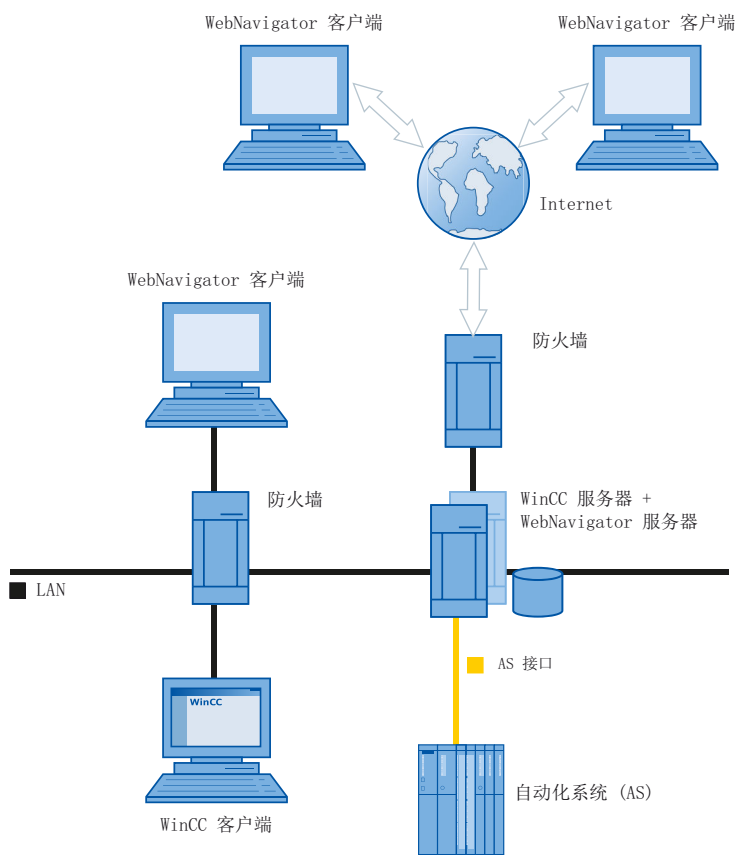 WebNavigator 客户端
WebNavigator 客户端
Internet
WebNavigator 客户端
防火墙
防火墙
WinCC 服务器 +
WebNavigator 服务器
LAN
AS 接口
WinCC
自动化系统 (AS)
WinCC 客户端